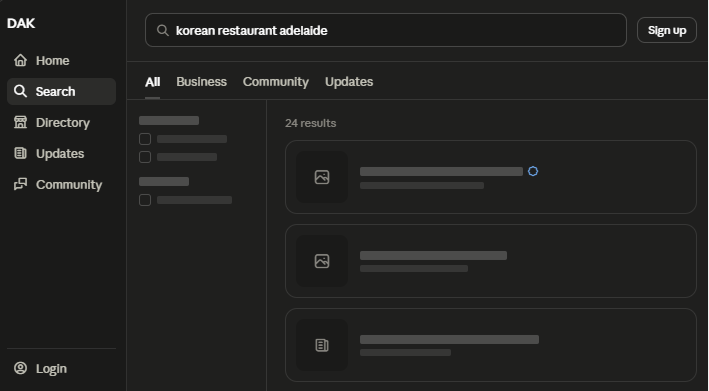 DAK
korean restaurant adelaide
Sign up
Home
Search
Directory
Updates
Community
All
Business
Community
Updates
24 results
Login